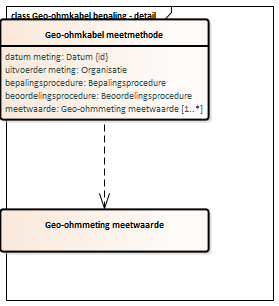 class Geo-ohmkabel bepaling - detail
Geo-ohmkabel meetmethode
datum meting: Datum {id}
uitvoerder meting: Organisatie
bepalingsprocedure: Bepalingsprocedure
beoordelingsprocedure: Beoordelingsprocedure
meetwaarde: Geo-ohmmeting meetwaarde [1..*]
Geo-ohmmeting meetwaarde